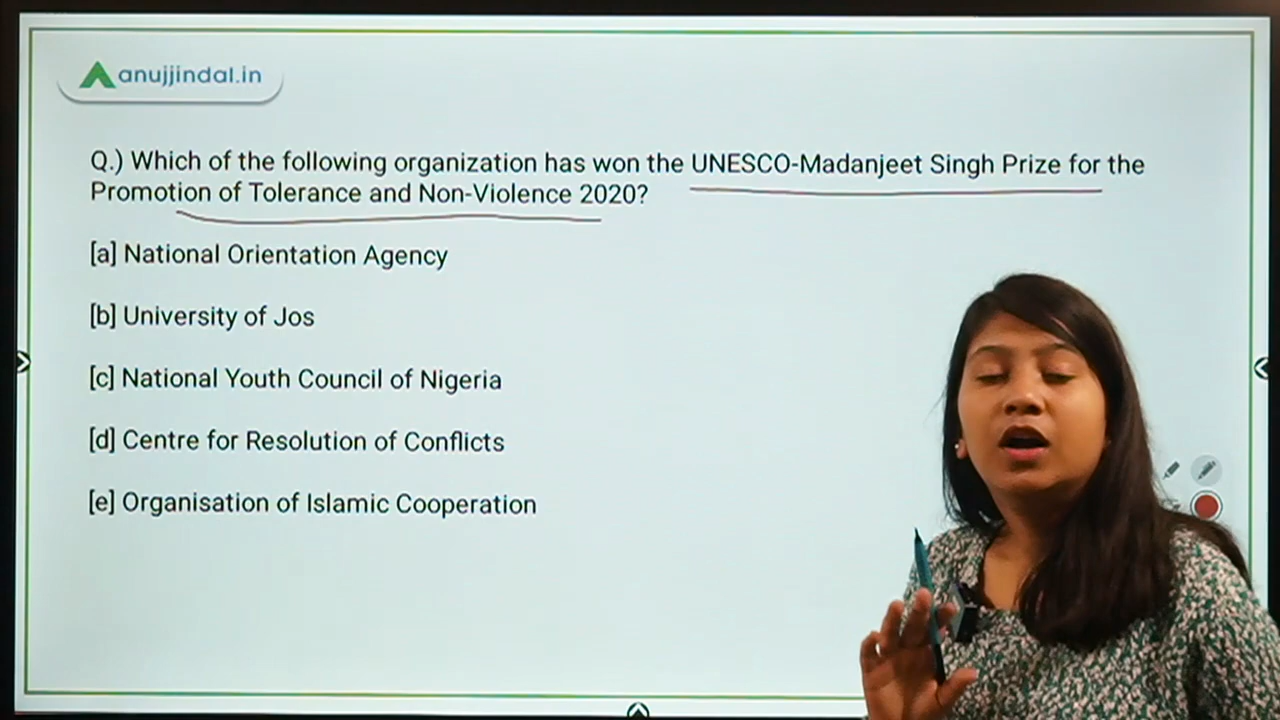 anujjindal.in
Q.) Which of the following organization has won the UNESCO-Madanjeet Singh Prize for the
Promotion of Tolerance and Non-Violence 2020?
[a] National Orientation Agency
[b] University of Jos
[c] National Youth Council of Nigeria
[d] Centre for Resolution of Conflicts
[e] Organisation of Islamic Cooperation